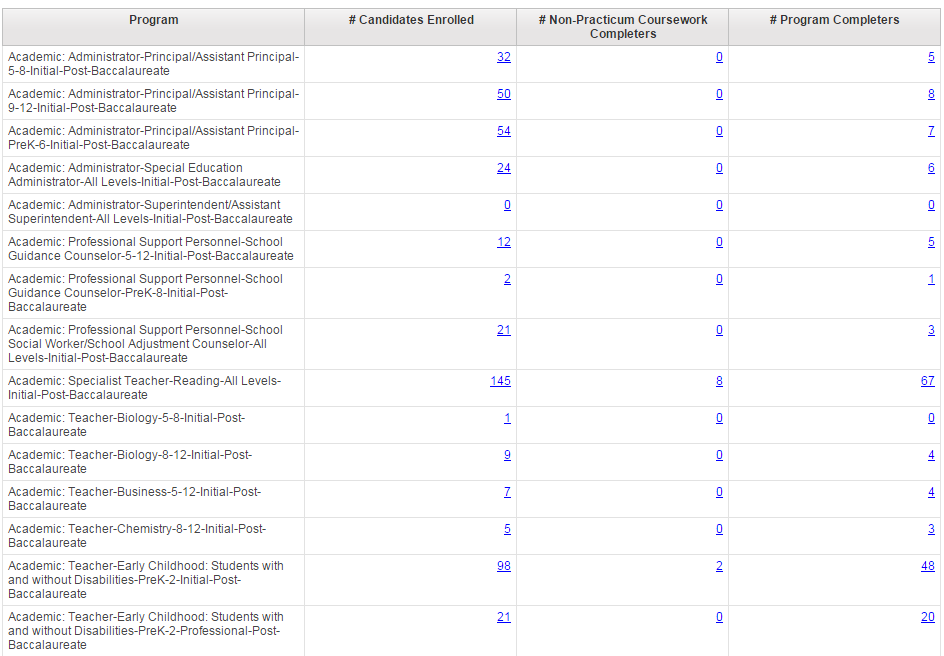 Program # Candidates Enrolled # Non-Practicum Coursework Completers # Program Completers
Academic: Administrator-Principal/Assistant Principal- 32 0 5
5-8-Initial-Post-Baccalaureate
Academic: Administrator-Principal/Assistant Principal- 50 0 8
9-12-Initial-Post-Baccalaureate
Academic: Administrator-Principal/Assistant Principal- 54 0 7
PreK-6-Initial-Post-Baccalaureate
Academic: Administrator-Special Education 24 0 6
Administrator-All Levels-Initial-Post-Baccalaureate
Academic: Administrator-Superintendent/Assistant 0 0 0
Superintendent-All Levels-Initial-Post-Baccalaureate
Academic: Professional Support Personnel-School 12 0 5
Guidance Counselor-5-12-Initial-Post-Baccalaureate
Academic: Professional Support Personnel-School 2 0 1
Guidance Counselor-PreK-8-Initial-Post-
Baccalaureate
Academic: Professional Support Personnel-School 21 0 3
Social Worker/School Adjustment Counselor-All
Levels-Initial-Post-Baccalaureate
Academic: Specialist Teacher-Reading-All Levels- 145 8 67
Initial-Post-Baccalaureate
Academic: Teacher-Biology-5-8-Initial-Post- 1 0 0
Baccalaureate
Academic: Teacher-Biology-8-12-Initial-Post- 9 0 4
Baccalaureate
Academic: Teacher-Business-5-12-Initial-Post- 7 0 4
Baccalaureate
Academic: Teacher-Chemistry-8-12-Initial-Post- 5 0 3
Baccalaureate
Academic: Teacher-Early Childhood: Students with 98 2 48
and without Disabilities-PreK-2-Initial-Post-
Baccalaureate
Academic: Teacher-Early Childhood: Students with 21 0 20
and without Disabilities-PreK-2-Professional-Post-
Baccalaureate